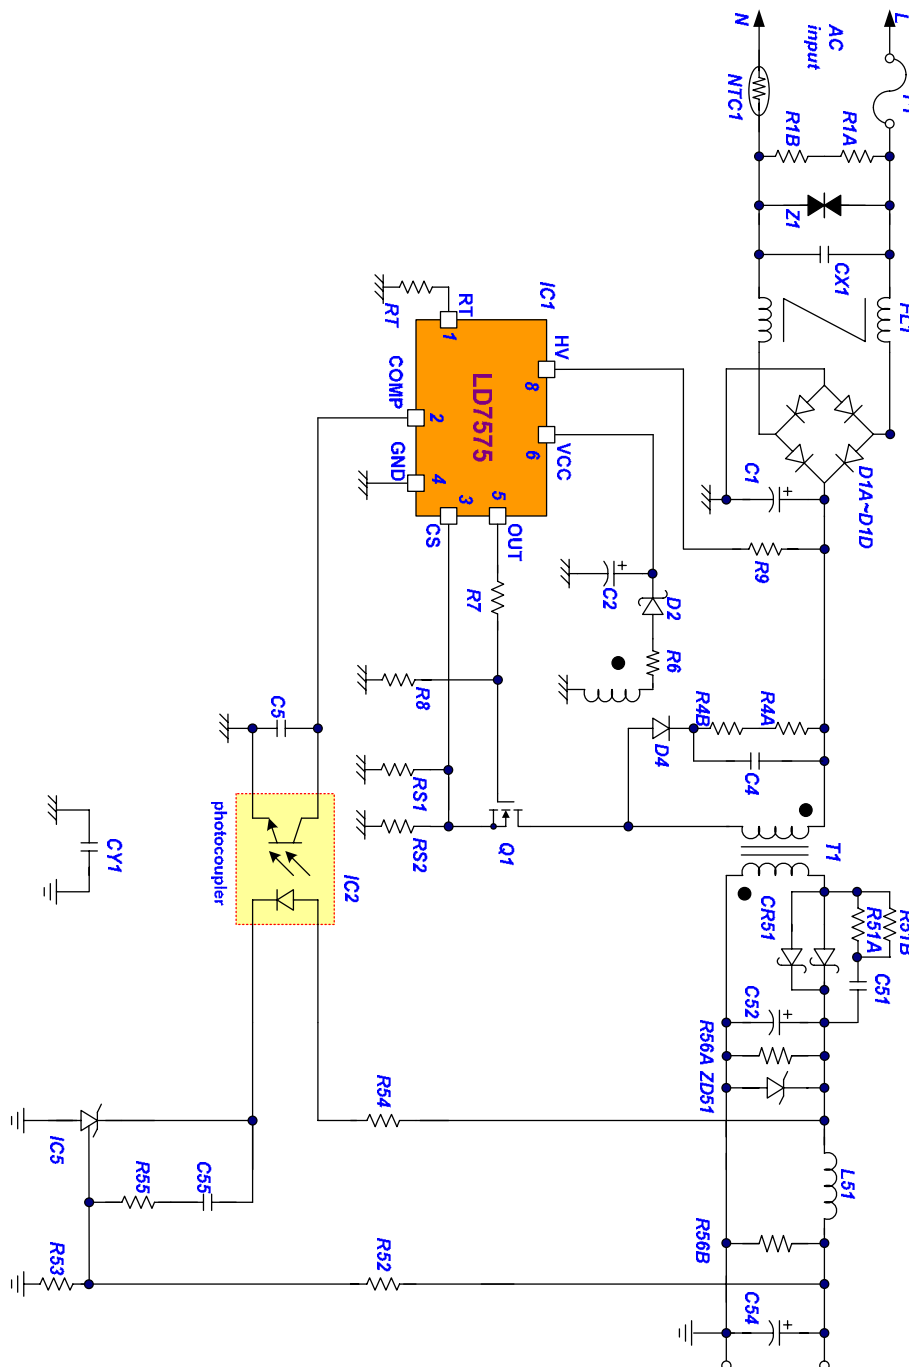 L
AC
input
N
F1
NTC1
R1B
R1A
Z1
CX1
FL1
IC1
RT
RT
1
HV
8
COMP
2
LD7575
VCC
6
GND
4
3
CS
5
OUT
C1
D1A~D1D
R9
R7
C2
D2
R6
R8
C5
R4B
R4A
D4
C4
RS1
RS2
Q1
T1
photocoupler
IC2
CY1
CR51
R51A
R51B
C51
C52
R56A
ZD51
R54
IC5
R55
C55
L51
R56B
R53
R52
C54